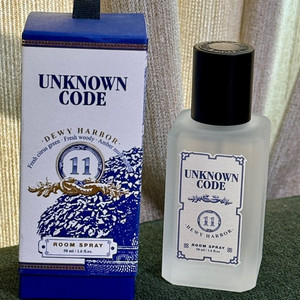 UNKNOWN
CODE
· DEWY HARBOR ·
Fresh citrus green · Fresh woody · Amber
11
ROOM SPRAY
UNKNOWN
CODE
11
· DEWY HARBOR ·
ROOM SPRAY